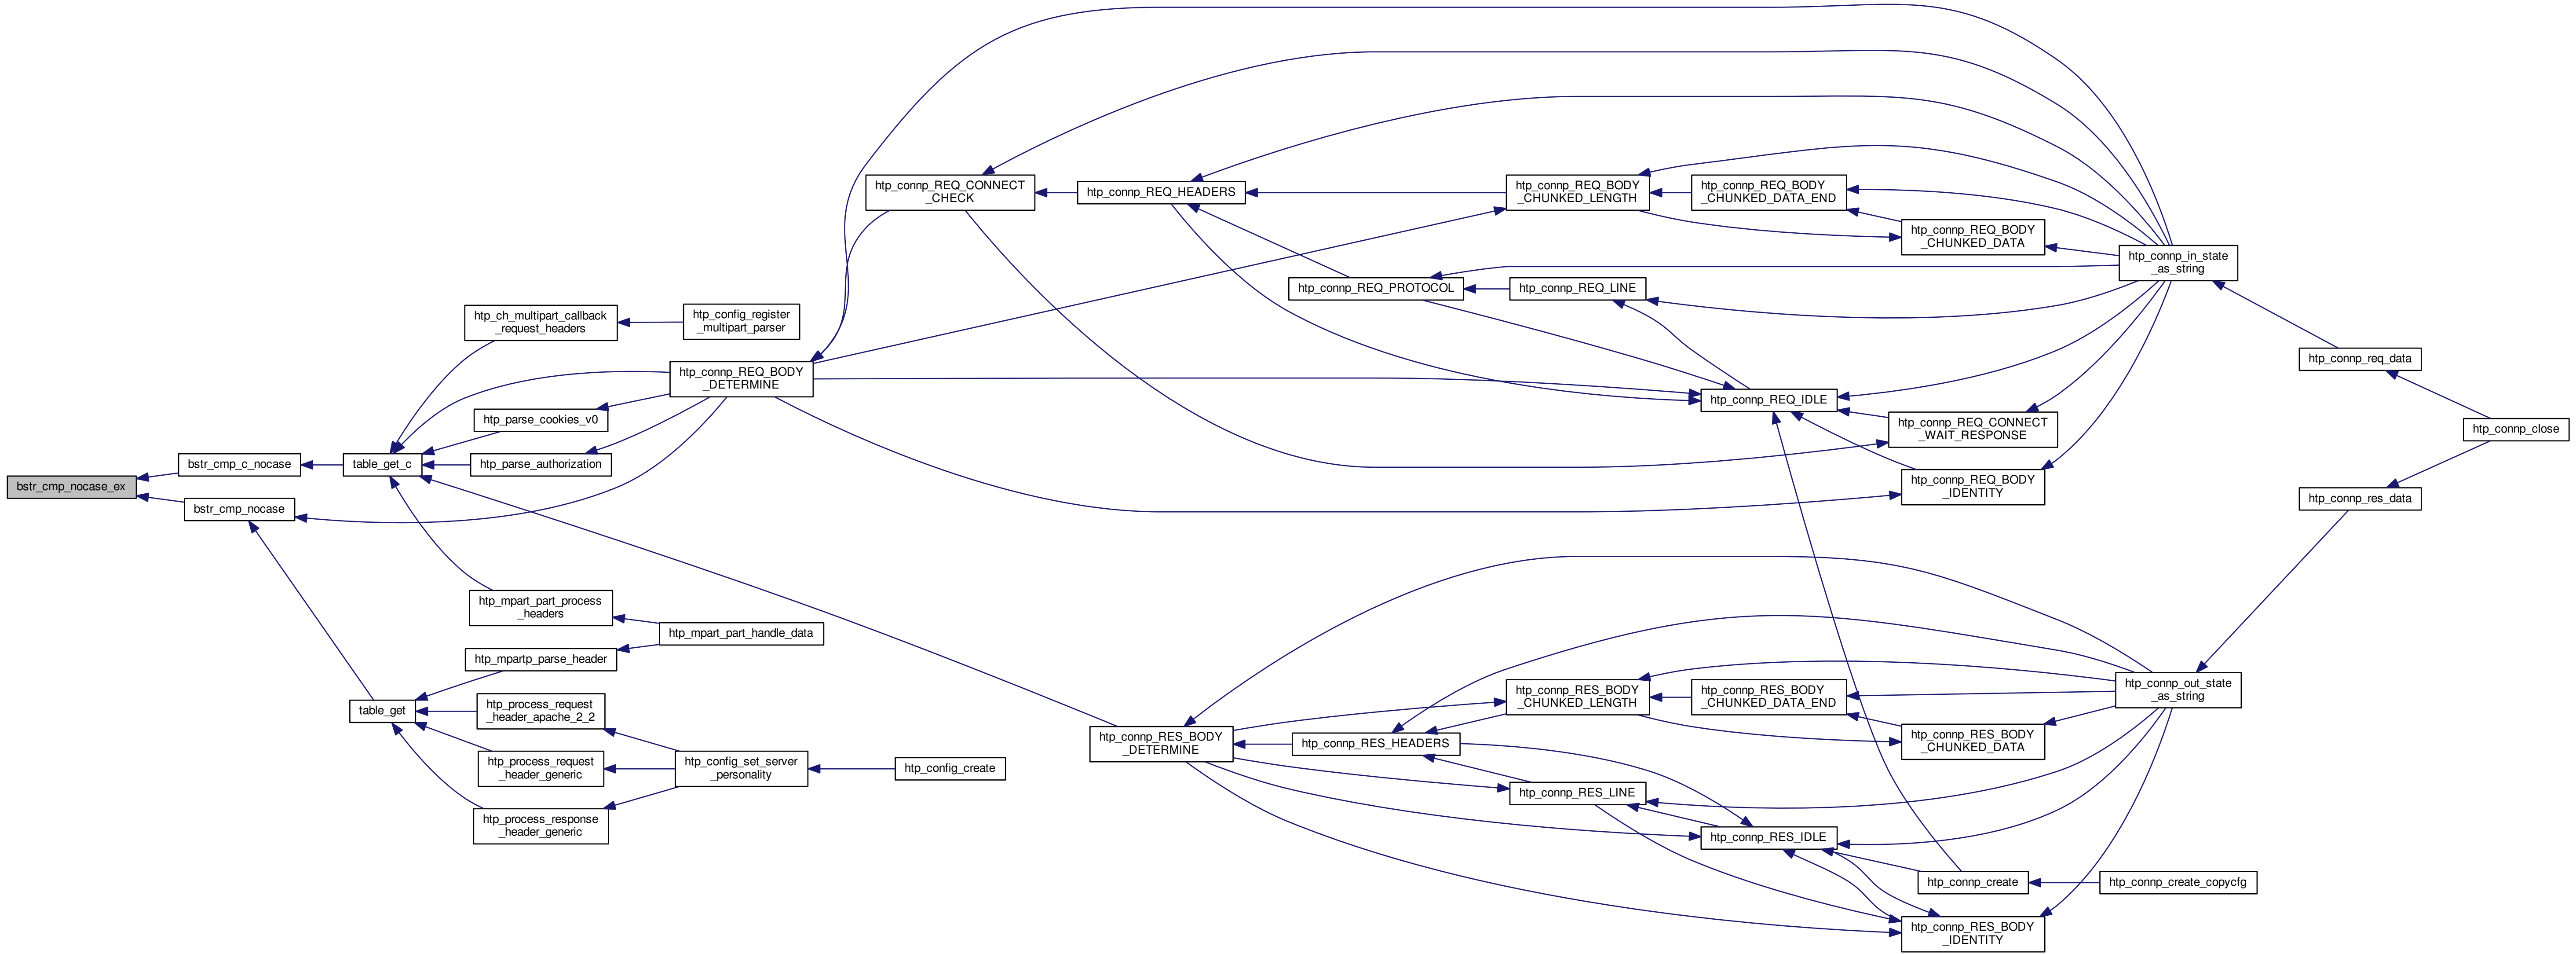 bstr_cmp_nocase_ex
bstr_cmp_c_nocase
bstr_cmp_nocase
table_get_c
table_get
htp_ch_multipart_callback
_request_headers
htp_config_register
_multipart_parser
htp_connp_REQ_BODY
_DETERMINE
htp_parse_cookies_v0
htp_parse_authorization
htp_mpart_part_process
_headers
htp_mpart_part_handle_data
htp_mpartp_parse_header
htp_process_request
_header_apache_2_2
htp_process_request
_header_generic
htp_process_response
_header_generic
htp_config_set_server
_personality
htp_config_create
htp_connp_REQ_CONNECT
_CHECK
htp_connp_REQ_HEADERS
htp_connp_REQ_PROTOCOL
htp_connp_REQ_BODY
_CHUNKED_LENGTH
htp_connp_REQ_BODY
_CHUNKED_DATA_END
htp_connp_REQ_BODY
_CHUNKED_DATA
htp_connp_REQ_LINE
htp_connp_REQ_IDLE
htp_connp_REQ_CONNECT
_WAIT_RESPONSE
htp_connp_REQ_BODY
_IDENTITY
htp_connp_in_state
_as_string
htp_connp_req_data
htp_connp_close
htp_connp_res_data
htp_connp_out_state
_as_string
htp_connp_RES_BODY
_DETERMINE
htp_connp_RES_HEADERS
htp_connp_RES_BODY
_CHUNKED_LENGTH
htp_connp_RES_BODY
_CHUNKED_DATA_END
htp_connp_RES_BODY
_CHUNKED_DATA
htp_connp_RES_LINE
htp_connp_RES_IDLE
htp_connp_create
htp_connp_create_copycfg
htp_connp_RES_BODY
_IDENTITY